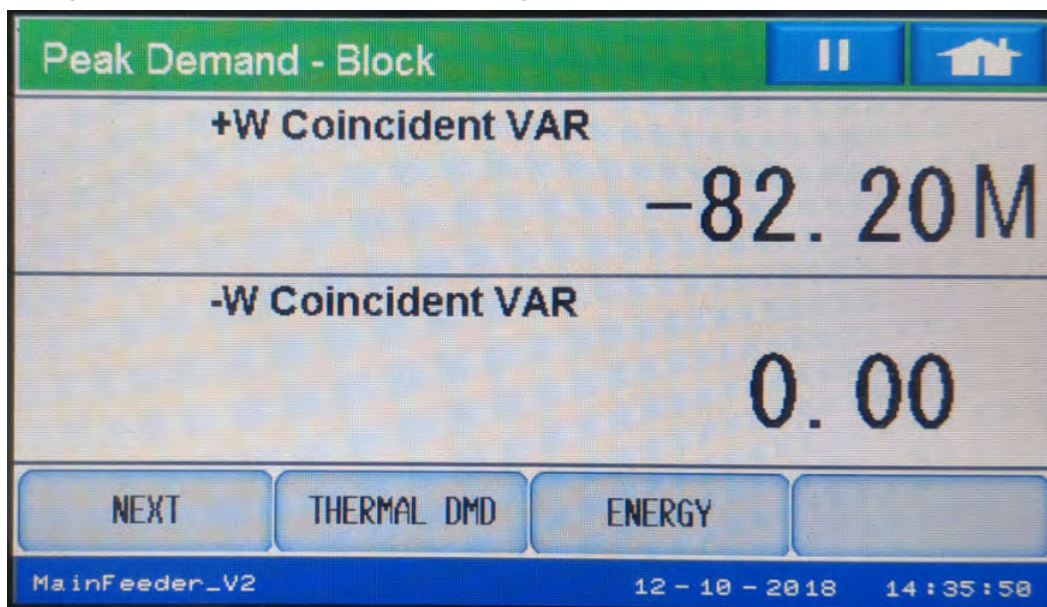 Peak Demand - Block
+W Coincident VAR
-82.20M
-W Coincident VAR
0.00
NEXT THERMAL DMD ENERGY
MainFeeder_V2 12-10-2018 14:35:50